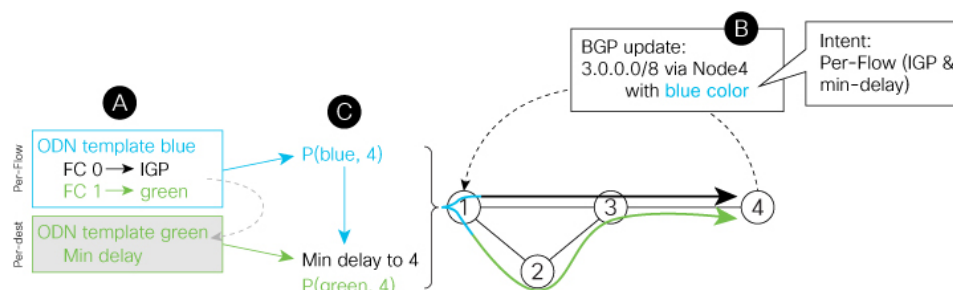 A
Per-Flow
ODN template blue
FC 0 → IGP
FC 1 → green
Per-dest
ODN template green
Min delay
C
P(blue, 4)
Min delay to 4
P(green, 4)
B
BGP update:
3.0.0.0/8 via Node4
with blue color
Intent:
Per-Flow (IGP &
min-delay)
1
3
4
2